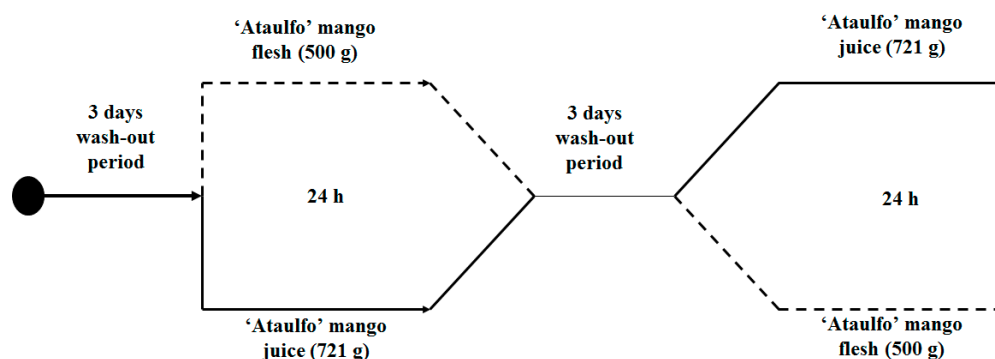 ‘Ataulfo’ mango
flesh (500 g)
3 days
wash-out
period
24 h
‘Ataulfo’ mango
juice (721 g)
3 days
wash-out
period
‘Ataulfo’ mango
juice (721 g)
24 h
‘Ataulfo’ mango
flesh (500 g)